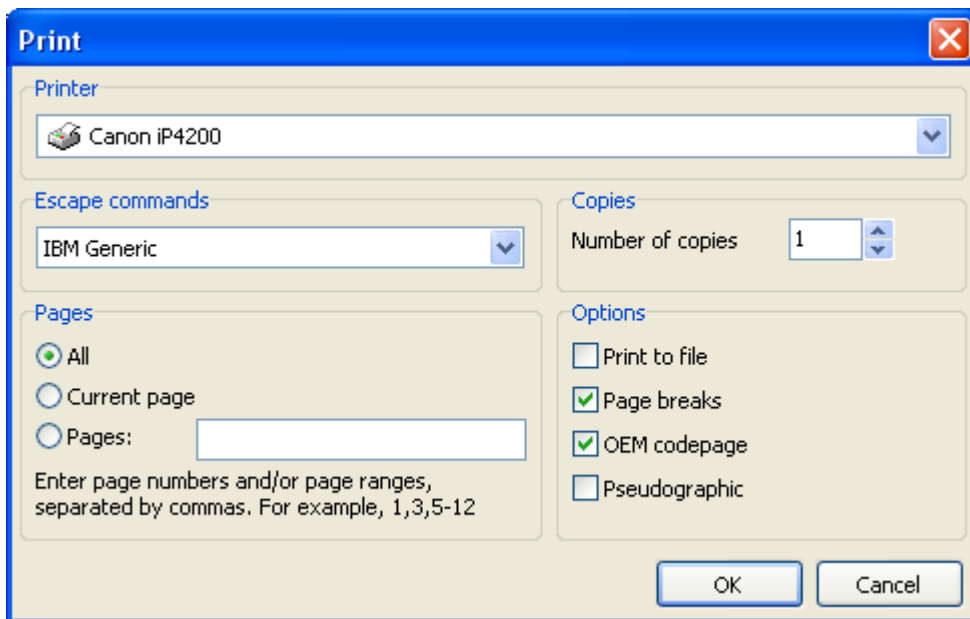 Print
Printer
Canon iP4200
Escape commands
IBM Generic
Copies
Number of copies 1
Pages
All
Current page
Pages:
Enter page numbers and/or page ranges,
separated by commas. For example, 1,3,5-12
Options
Print to file
Page breaks
OEM codepage
Pseudographic
OK Cancel